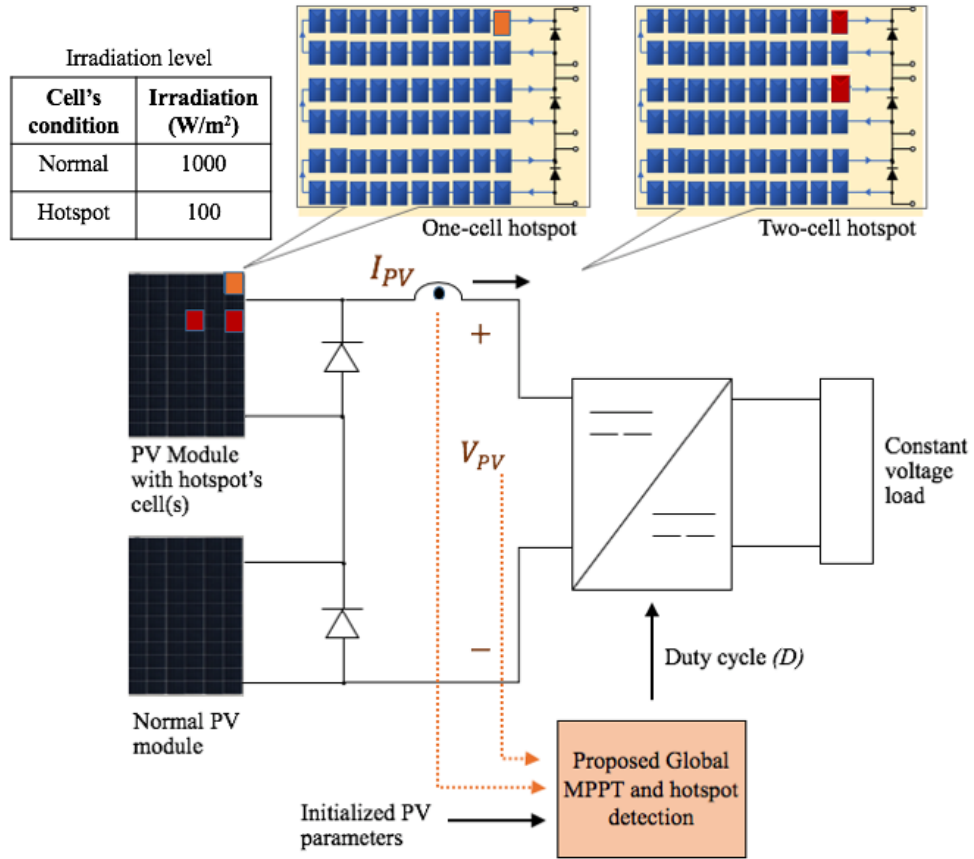 Irradiation level
Cell's condition
Irradiation (W/m²)
Normal
1000
Hotspot
100
One-cell hotspot
Two-cell hotspot
I_PV
+
V_PV
−
PV Module
with hotspot's
cell(s)
Normal PV
module
Constant
voltage
load
Duty cycle (D)
Proposed Global
MPPT and hotspot
detection
Initialized PV
parameters